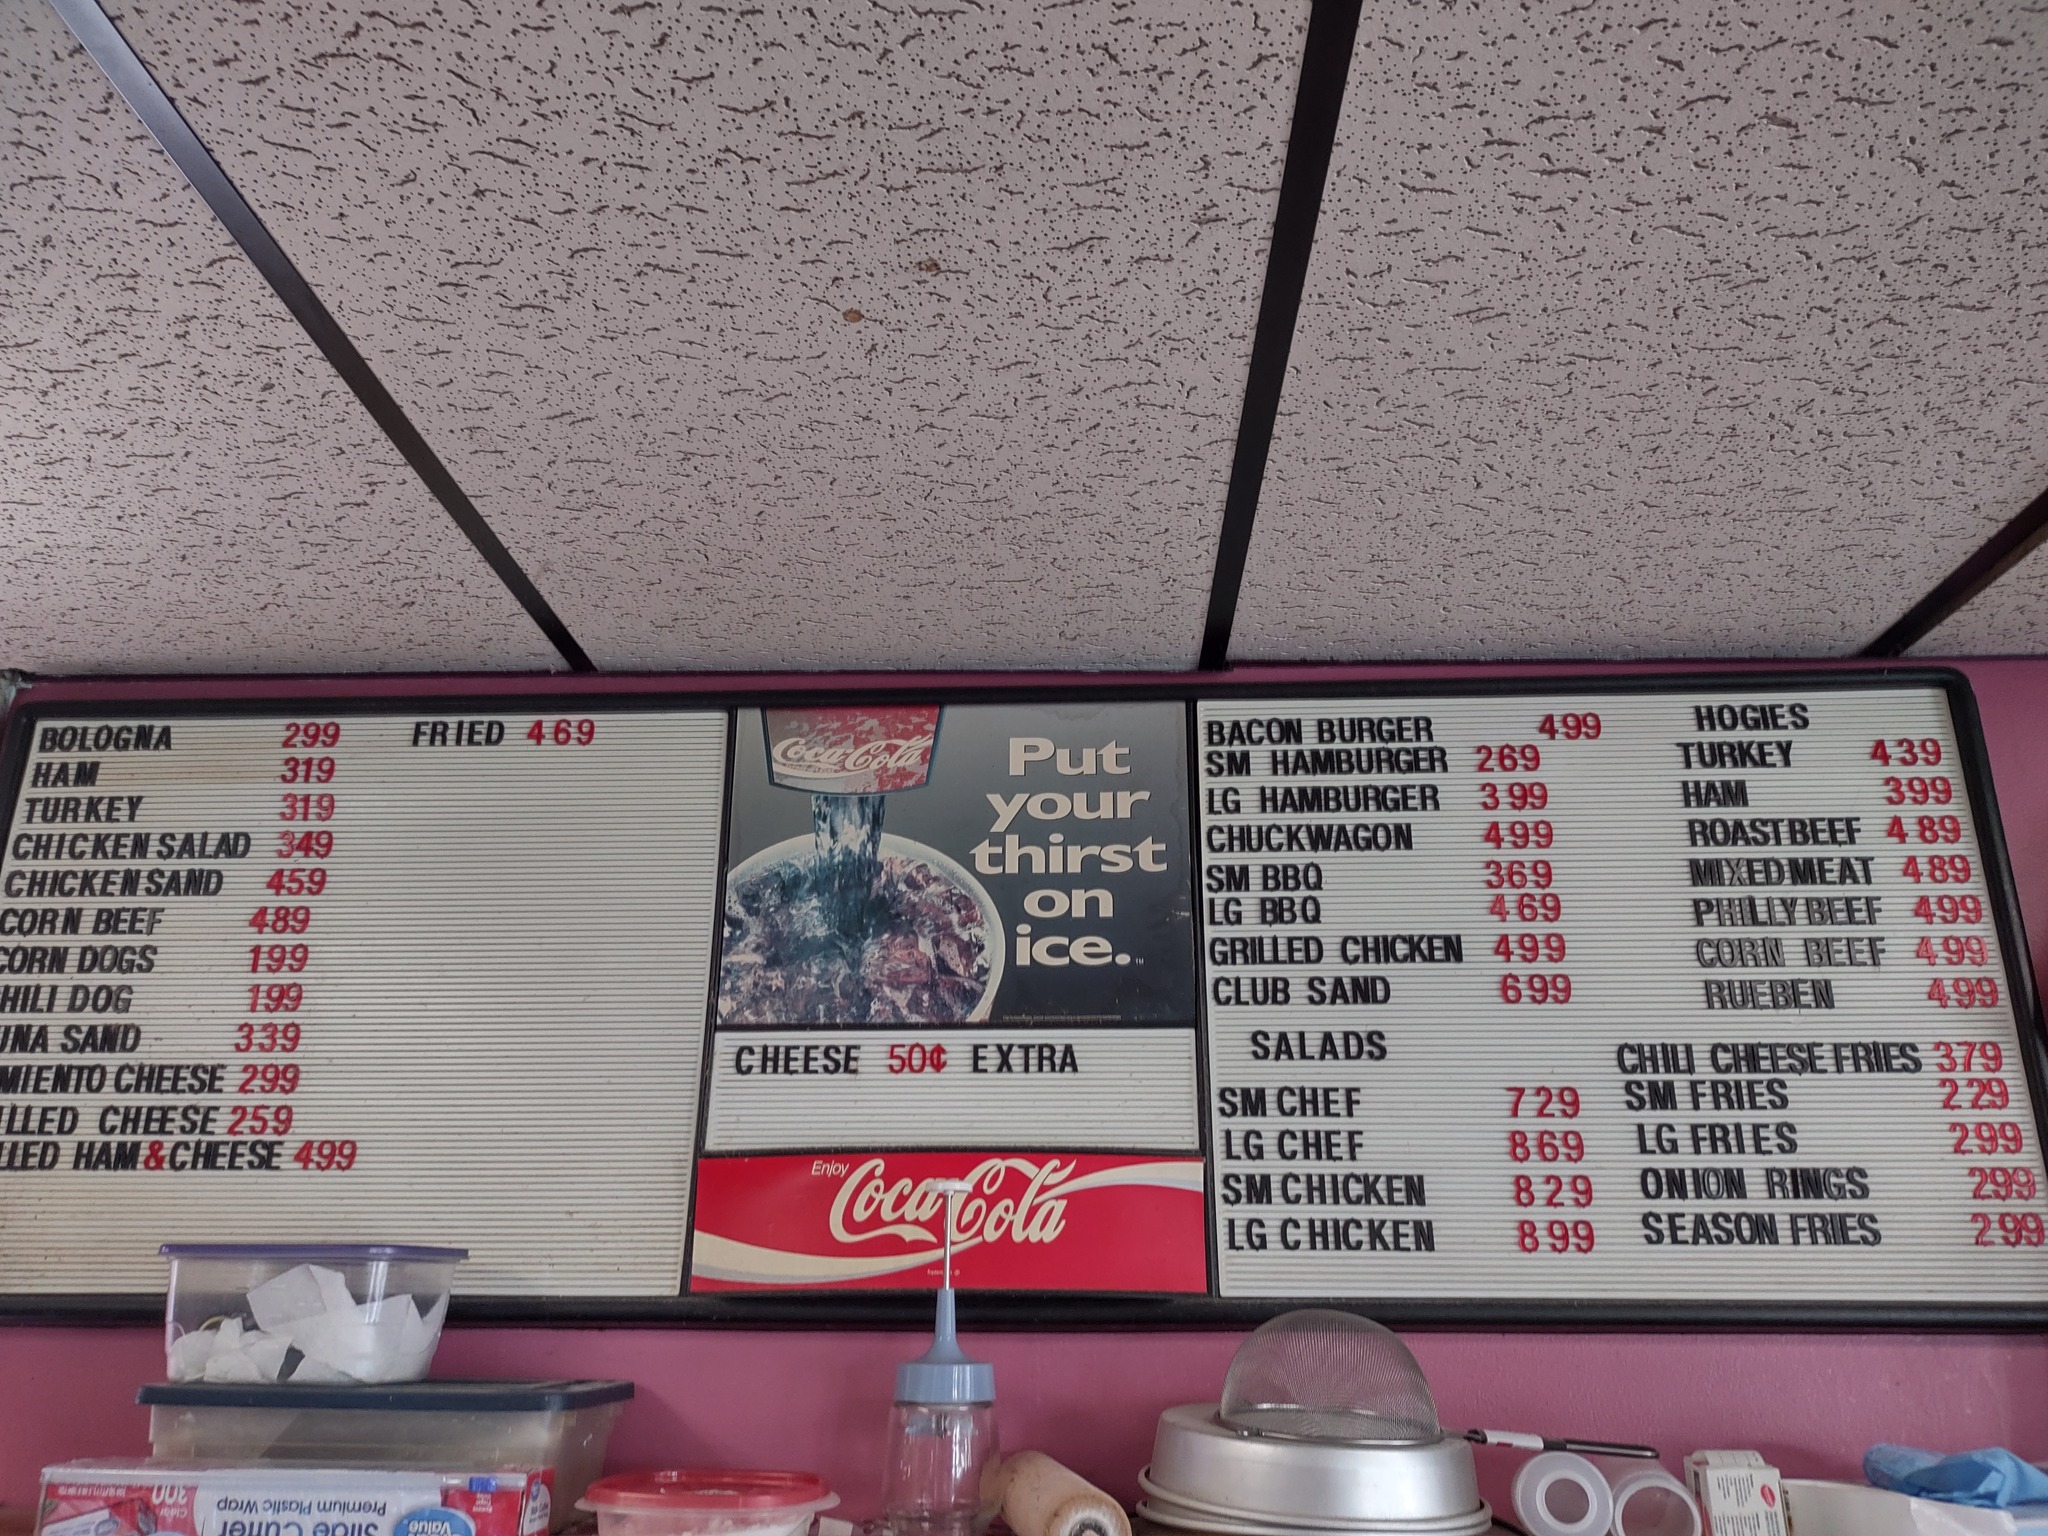 BOLOGNA 299 FRIED 469
HAM 319
TURKEY 319
CHICKEN SALAD 349
CHICKEN SAND 459
CORN BEEF 489
CORN DOGS 199
HILI DOG 199
UNA SAND 339
MIENTO CHEESE 299
ILLED CHEESE 259
LLED HAM & CHEESE 499
Coca-Cola
Put
your
thirst
on
ice.™
CHEESE 50¢ EXTRA
Enjoy
Coca-Cola
BACON BURGER 499
SM HAMBURGER 269
LG HAMBURGER 399
CHUCKWAGON 499
SM BBQ 369
LG BBQ 469
GRILLED CHICKEN 499
CLUB SAND 699
SALADS
SM CHEF 729
LG CHEF 869
SM CHICKEN 829
LG CHICKEN 899
HOGIES
TURKEY 439
HAM 399
ROASTBEEF 489
MIXED MEAT 489
PHILLY BEEF 499
CORN BEEF 499
RUEBEN 499
CHILI CHEESE FRIES 379
SM FRIES 229
LG FRIES 299
ONION RINGS 299
SEASON FRIES 299
300
Premium Plastic Wrap
Slide Cutter
Value